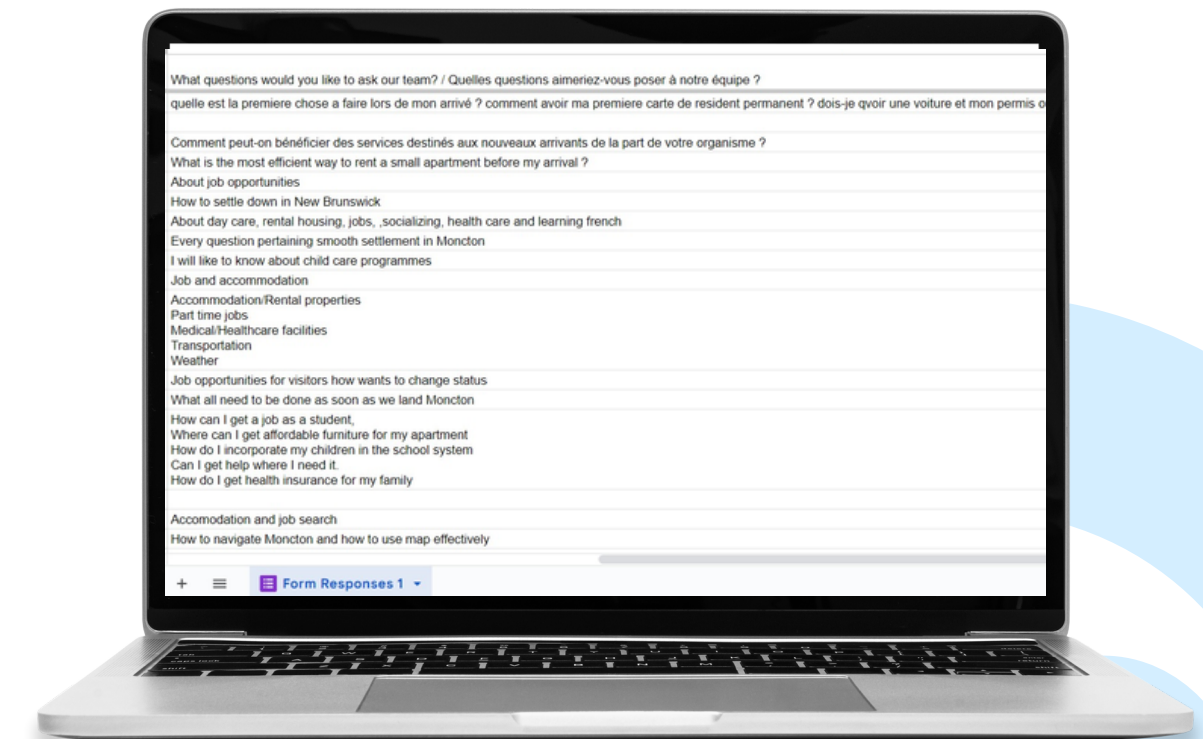 What questions would you like to ask our team? / Quelles questions aimeriez-vous poser à notre équipe ?
quelle est la premiere chose a faire lors de mon arrivé ? comment avoir ma premiere carte de resident permanent ? dois-je qvoir une voiture et mon permis o
Comment peut-on bénéficier des services destinés aux nouveaux arrivants de la part de votre organisme ?
What is the most efficient way to rent a small apartment before my arrival ?
About job opportunities
How to settle down in New Brunswick
About day care, rental housing, jobs, ,socializing, health care and learning french
Every question pertaining smooth settlement in Moncton
I will like to know about child care programmes
Job and accommodation
Accommodation/Rental properties
Part time jobs
Medical/Healthcare facilities
Transportation
Weather
Job opportunities for visitors how wants to change status
What all need to be done as soon as we land Moncton
How can I get a job as a student,
Where can I get affordable furniture for my apartment
How do I incorporate my children in the school system
Can I get help where I need it.
How do I get health insurance for my family
Accomodation and job search
How to navigate Moncton and how to use map effectively
Form Responses 1